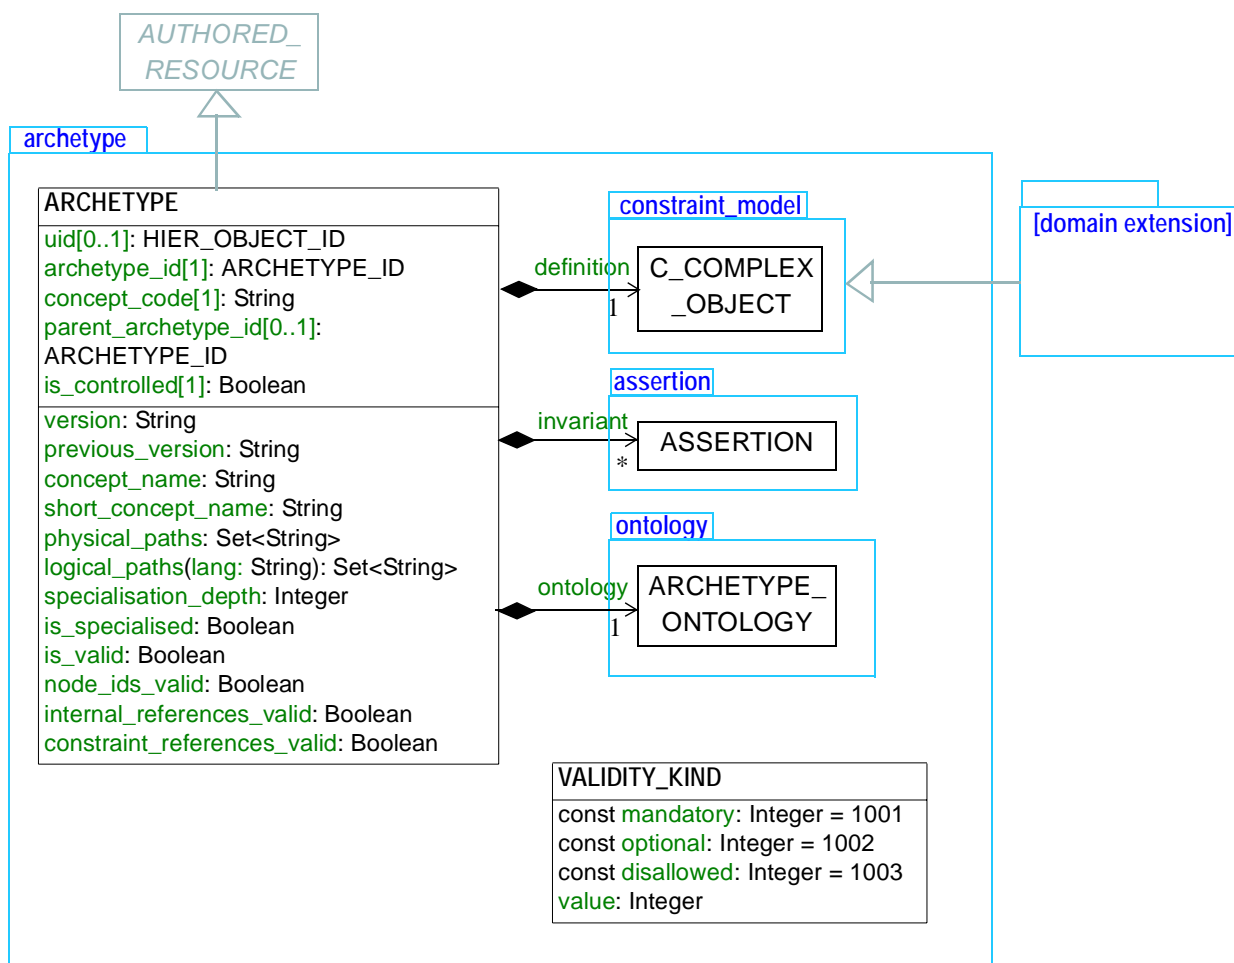 AUTHORED_
RESOURCE
archetype
ARCHETYPE
uid[0..1]: HIER_OBJECT_ID
archetype_id[1]: ARCHETYPE_ID
concept_code[1]: String
parent_archetype_id[0..1]:
ARCHETYPE_ID
is_controlled[1]: Boolean
version: String
previous_version: String
concept_name: String
short_concept_name: String
physical_paths: Set<String>
logical_paths(lang: String): Set<String>
specialisation_depth: Integer
is_specialised: Boolean
is_valid: Boolean
node_ids_valid: Boolean
internal_references_valid: Boolean
constraint_references_valid: Boolean
definition
1
constraint_model
C_COMPLEX
_OBJECT
[domain extension]
invariant
*
assertion
ASSERTION
ontology
1
ontology
ARCHETYPE_
ONTOLOGY
VALIDITY_KIND
const mandatory: Integer = 1001
const optional: Integer = 1002
const disallowed: Integer = 1003
value: Integer